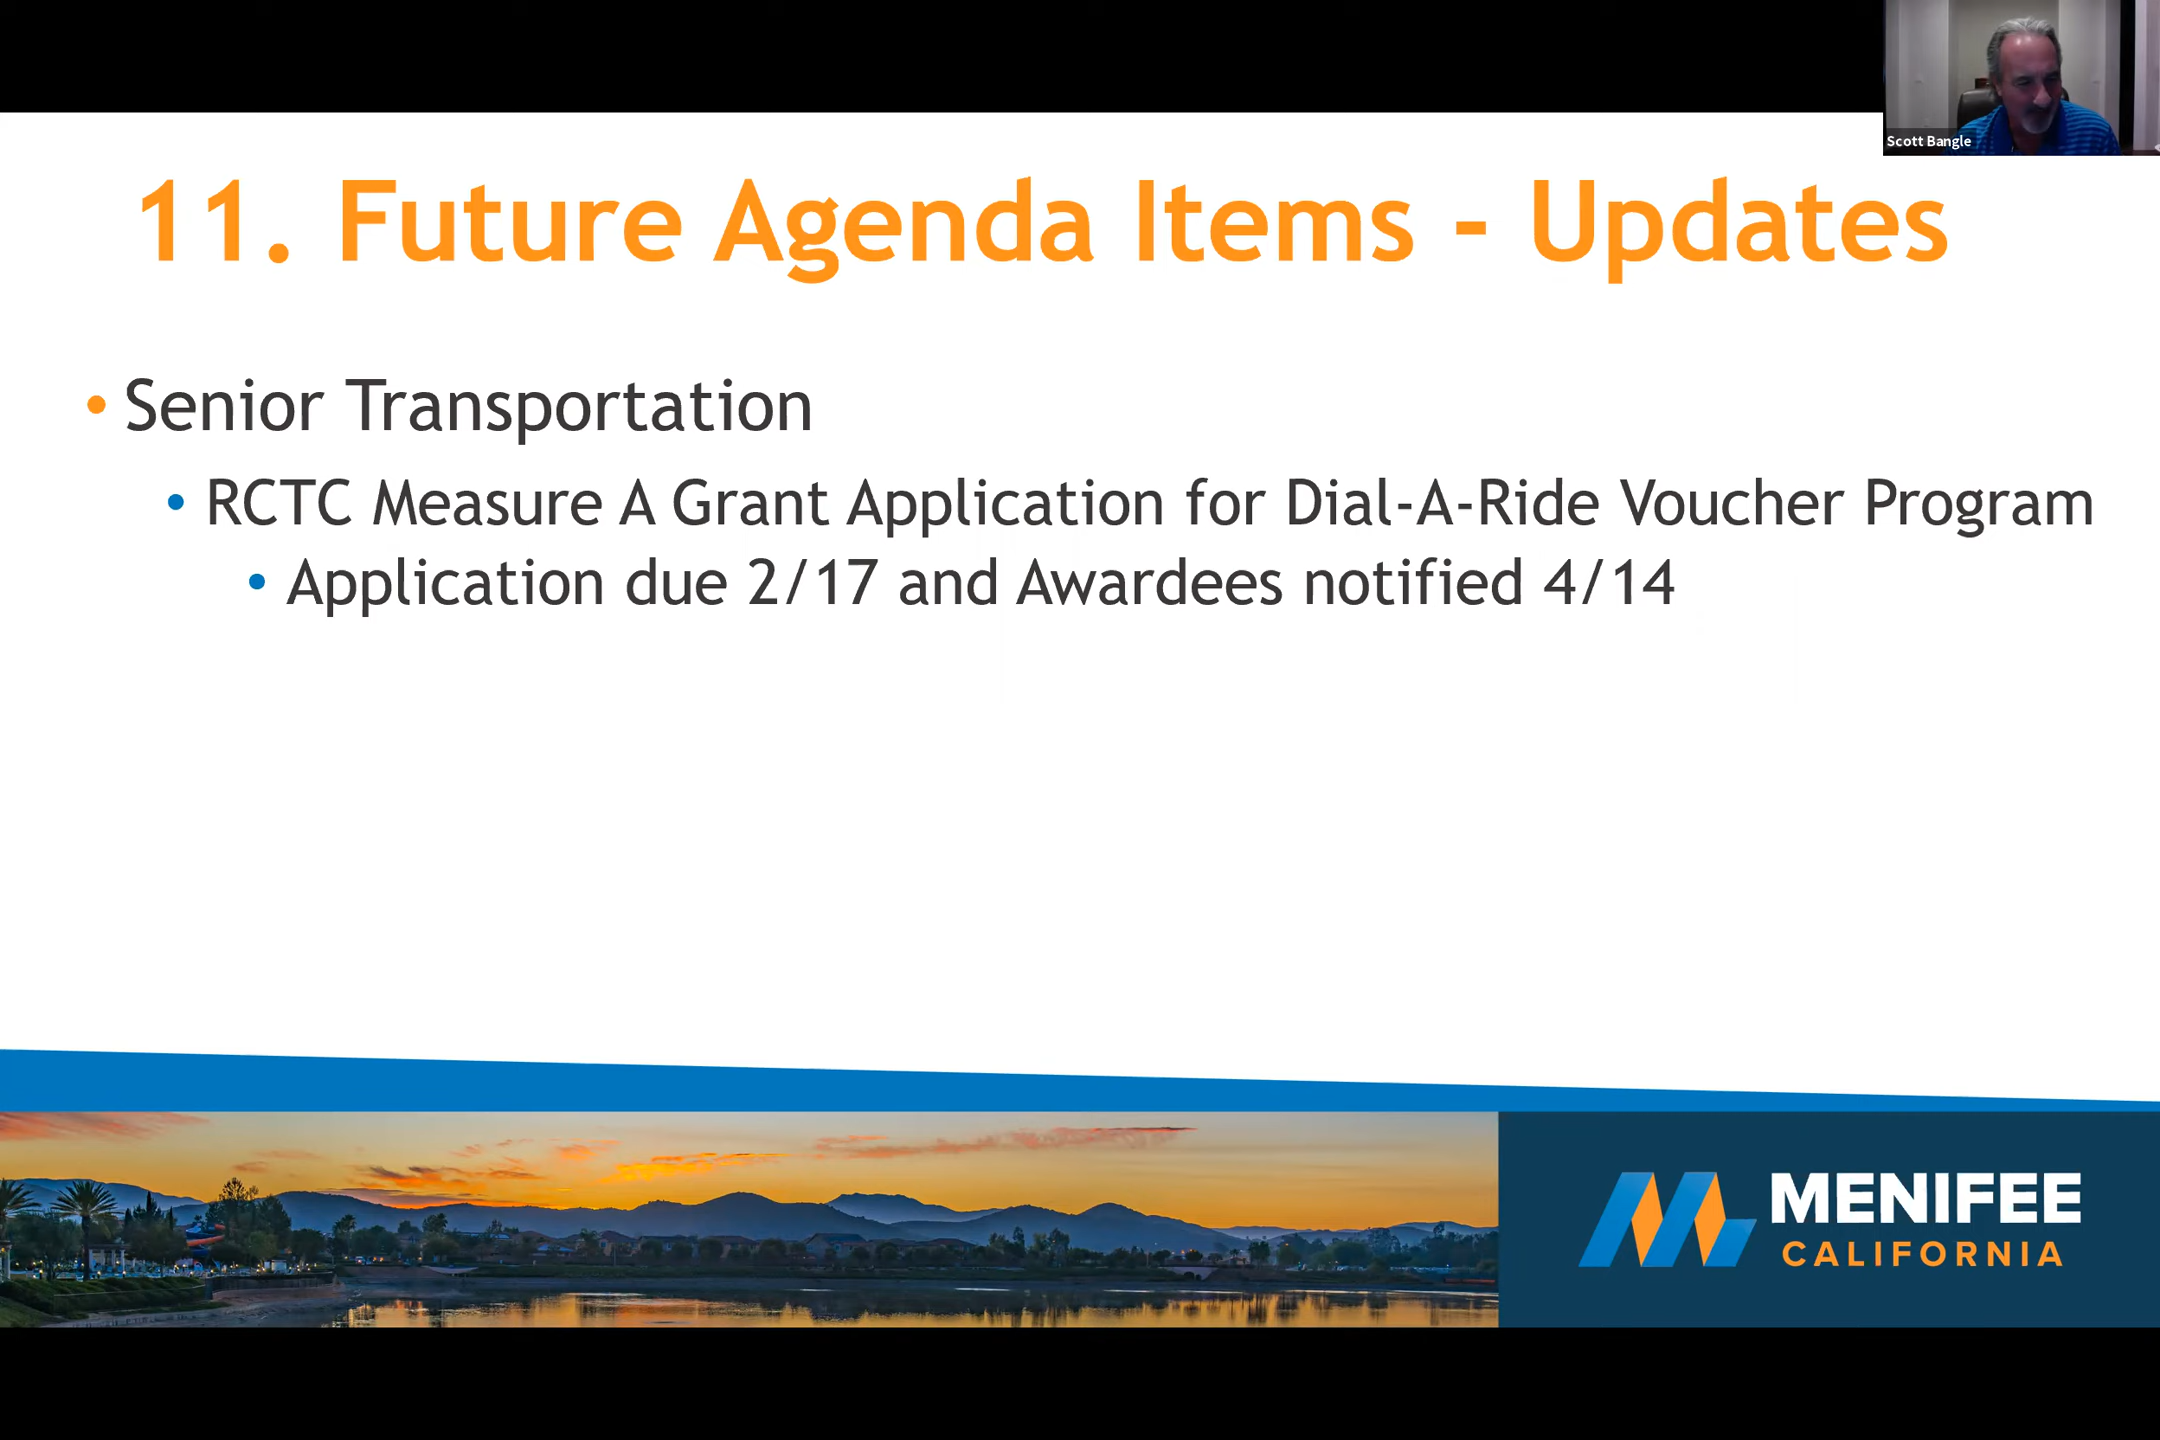 Scott Bangle
11. Future Agenda Items - Updates
• Senior Transportation
• RCTC Measure A Grant Application for Dial-A-Ride Voucher Program
• Application due 2/17 and Awardees notified 4/14
MENIFEE
CALIFORNIA